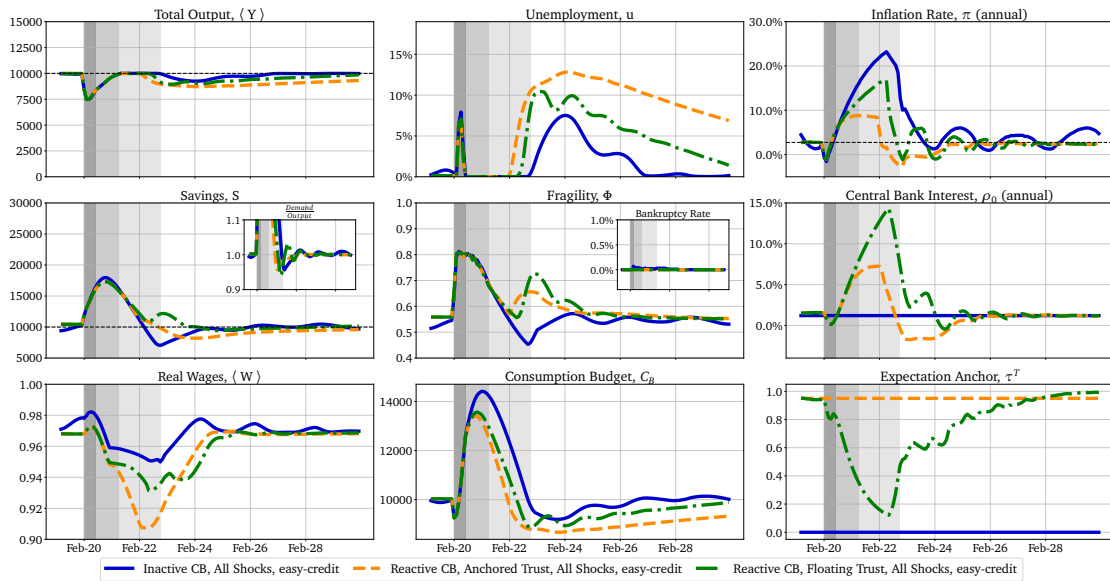 Total Output, ⟨ Y ⟩
Unemployment, u
Inflation Rate, π (annual)
15000
12500
10000
7500
5000
2500
0
15%
10%
5%
0%
30.0%
20.0%
10.0%
0.0%
Savings, S
Fragility, Φ
Central Bank Interest, ρ0 (annual)
30000
25000
20000
15000
10000
5000
Demand
Output
1.1
1.0
0.9
1.0
0.9
0.8
0.7
0.6
0.5
0.4
Bankruptcy Rate
1.0%
0.5%
0.0%
15.0%
10.0%
5.0%
0.0%
Real Wages, ⟨ W ⟩
Consumption Budget, CB
Expectation Anchor, τT
1.00
0.98
0.96
0.94
0.92
0.90
14000
12000
10000
1.0
0.8
0.6
0.4
0.2
0.0
Feb-20 Feb-22 Feb-24 Feb-26 Feb-28
Feb-20 Feb-22 Feb-24 Feb-26 Feb-28
Feb-20 Feb-22 Feb-24 Feb-26 Feb-28
Inactive CB, All Shocks, easy-credit
Reactive CB, Anchored Trust, All Shocks, easy-credit
Reactive CB, Floating Trust, All Shocks, easy-credit